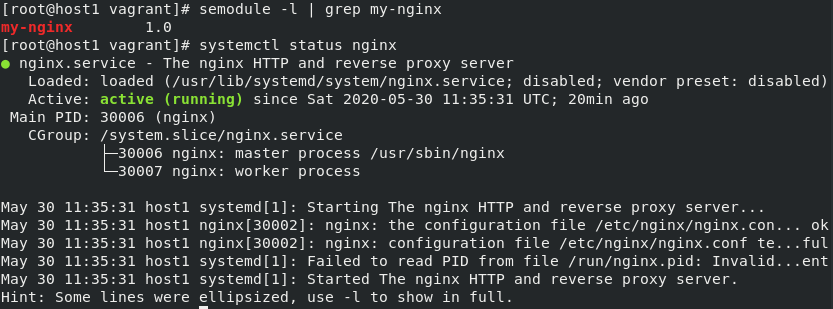 [root@host1 vagrant]# semodule -l | grep my-nginx
my-nginx        1.0
[root@host1 vagrant]# systemctl status nginx
● nginx.service - The nginx HTTP and reverse proxy server
   Loaded: loaded (/usr/lib/systemd/system/nginx.service; disabled; vendor preset: disabled)
   Active: active (running) since Sat 2020-05-30 11:35:31 UTC; 20min ago
 Main PID: 30006 (nginx)
   CGroup: /system.slice/nginx.service
           ├─30006 nginx: master process /usr/sbin/nginx
           └─30007 nginx: worker process

May 30 11:35:31 host1 systemd[1]: Starting The nginx HTTP and reverse proxy server...
May 30 11:35:31 host1 nginx[30002]: nginx: the configuration file /etc/nginx/nginx.con... ok
May 30 11:35:31 host1 nginx[30002]: nginx: configuration file /etc/nginx/nginx.conf te...ful
May 30 11:35:31 host1 systemd[1]: Failed to read PID from file /run/nginx.pid: Invalid...ent
May 30 11:35:31 host1 systemd[1]: Started The nginx HTTP and reverse proxy server.
Hint: Some lines were ellipsized, use -l to show in full.